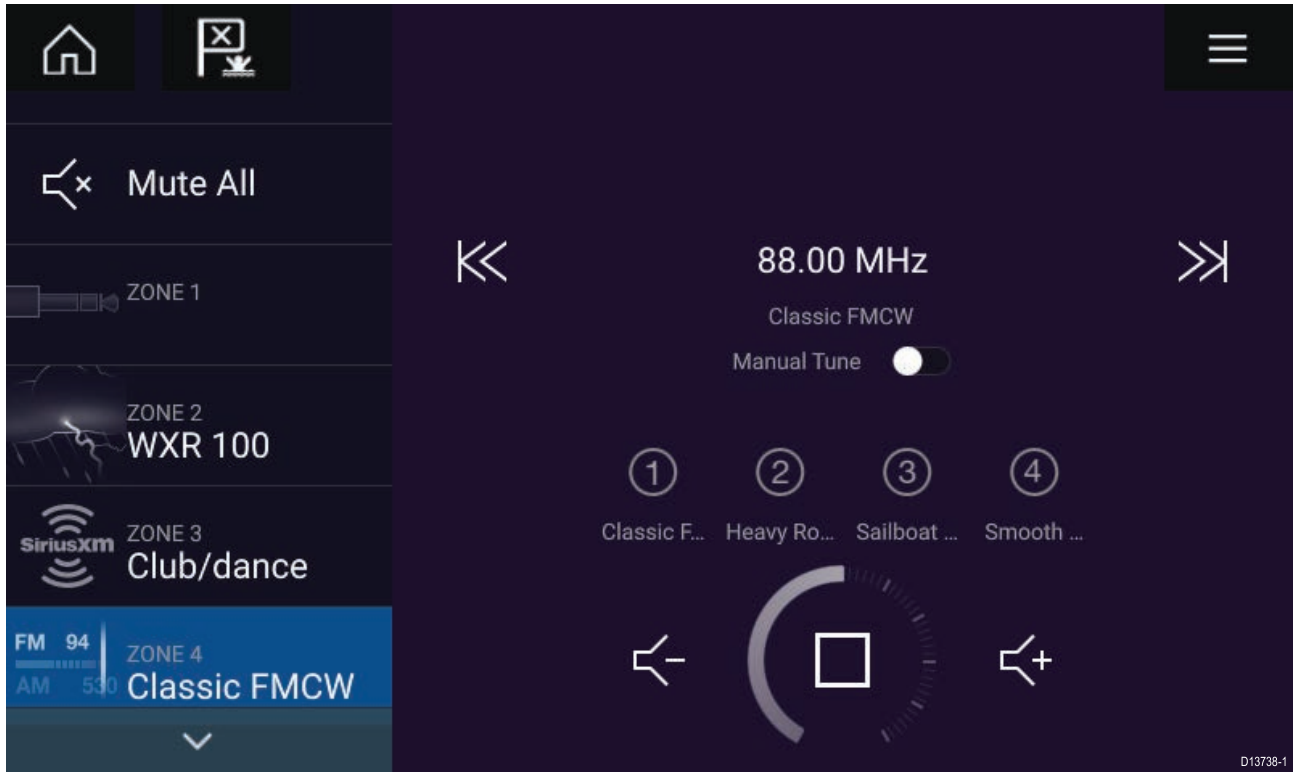 Mute All
ZONE 1
ZONE 2
WXR 100
SiriusXM
ZONE 3
Club/dance
FM 94
AM 530
ZONE 4
Classic FMCW
88.00 MHz
Classic FMCW
Manual Tune
1 2 3 4
Classic F... Heavy Ro... Sailboat ... Smooth ...
D13738-1